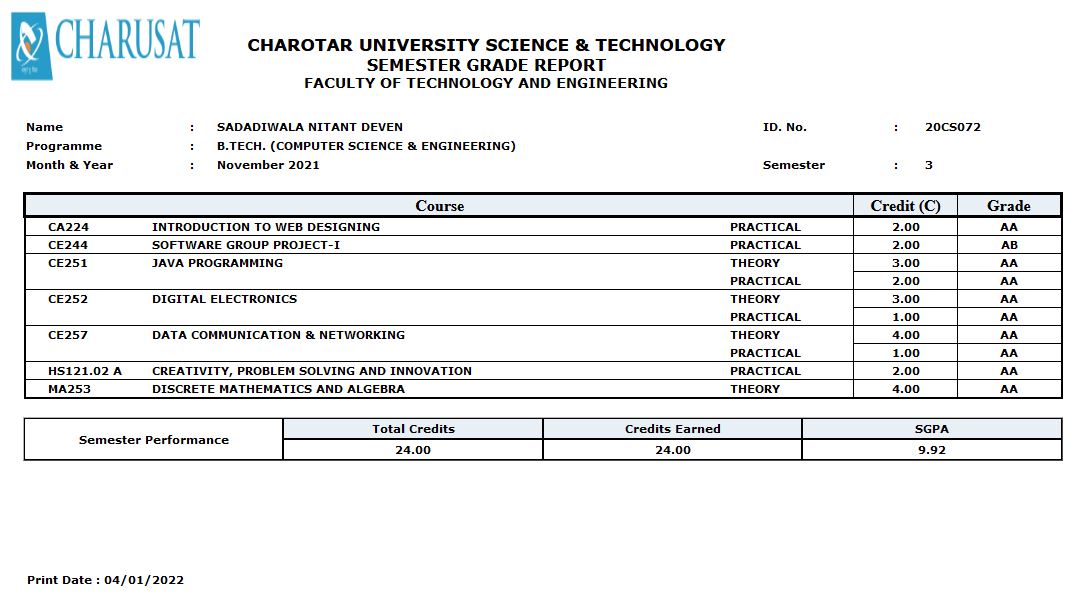 CHARUSAT
CHAROTAR UNIVERSITY SCIENCE & TECHNOLOGY
SEMESTER GRADE REPORT
FACULTY OF TECHNOLOGY AND ENGINEERING
Name : SADADIWALA NITANT DEVEN ID. No. : 20CS072
Programme : B.TECH. (COMPUTER SCIENCE & ENGINEERING)
Month & Year : November 2021 Semester : 3
Course Credit (C) Grade
CA224 INTRODUCTION TO WEB DESIGNING PRACTICAL 2.00 AA
CE244 SOFTWARE GROUP PROJECT-I PRACTICAL 2.00 AB
CE251 JAVA PROGRAMMING THEORY 3.00 AA
PRACTICAL 2.00 AA
CE252 DIGITAL ELECTRONICS THEORY 3.00 AA
PRACTICAL 1.00 AA
CE257 DATA COMMUNICATION & NETWORKING THEORY 4.00 AA
PRACTICAL 1.00 AA
HS121.02 A CREATIVITY, PROBLEM SOLVING AND INNOVATION PRACTICAL 2.00 AA
MA253 DISCRETE MATHEMATICS AND ALGEBRA THEORY 4.00 AA
Semester Performance
Total Credits Credits Earned SGPA
24.00 24.00 9.92
Print Date : 04/01/2022